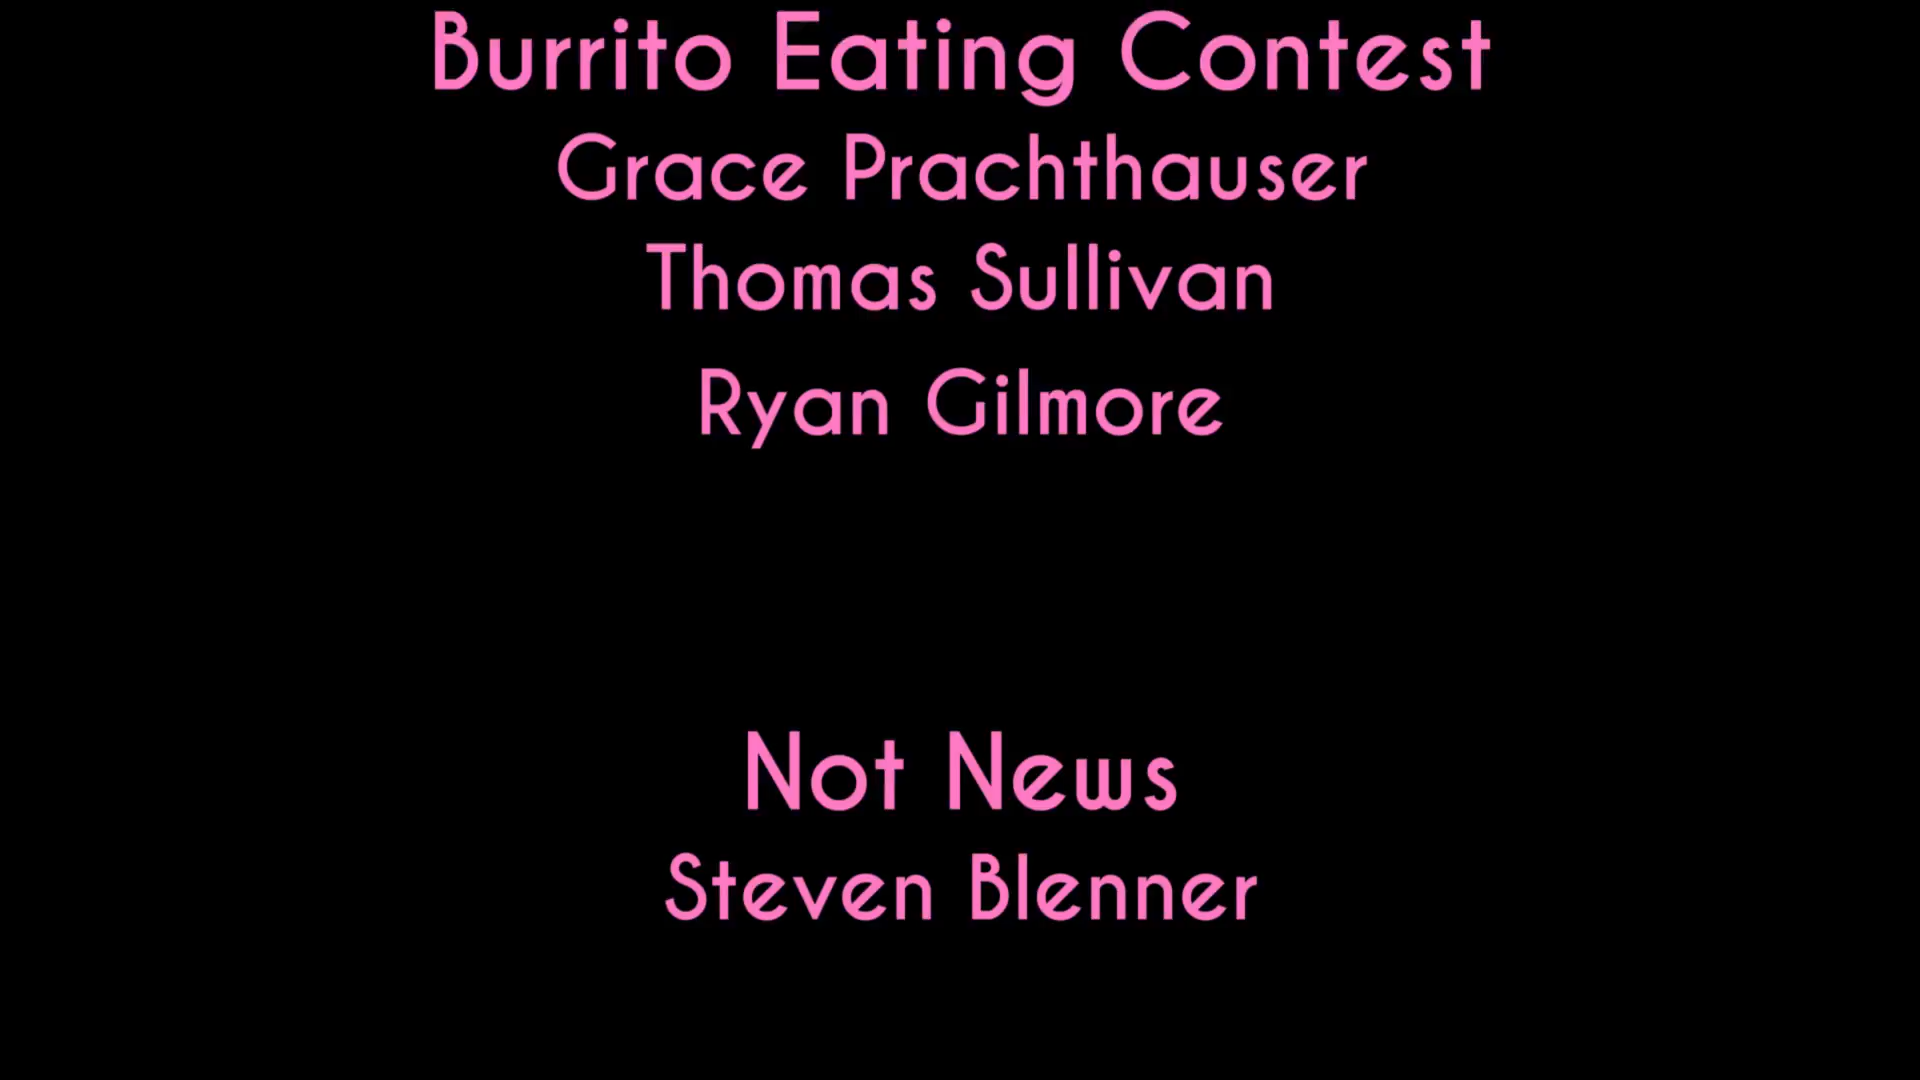 Burrito Eating Contest
Grace Prachthauser
Thomas Sullivan
Ryan Gilmore
Not News
Steven Blenner